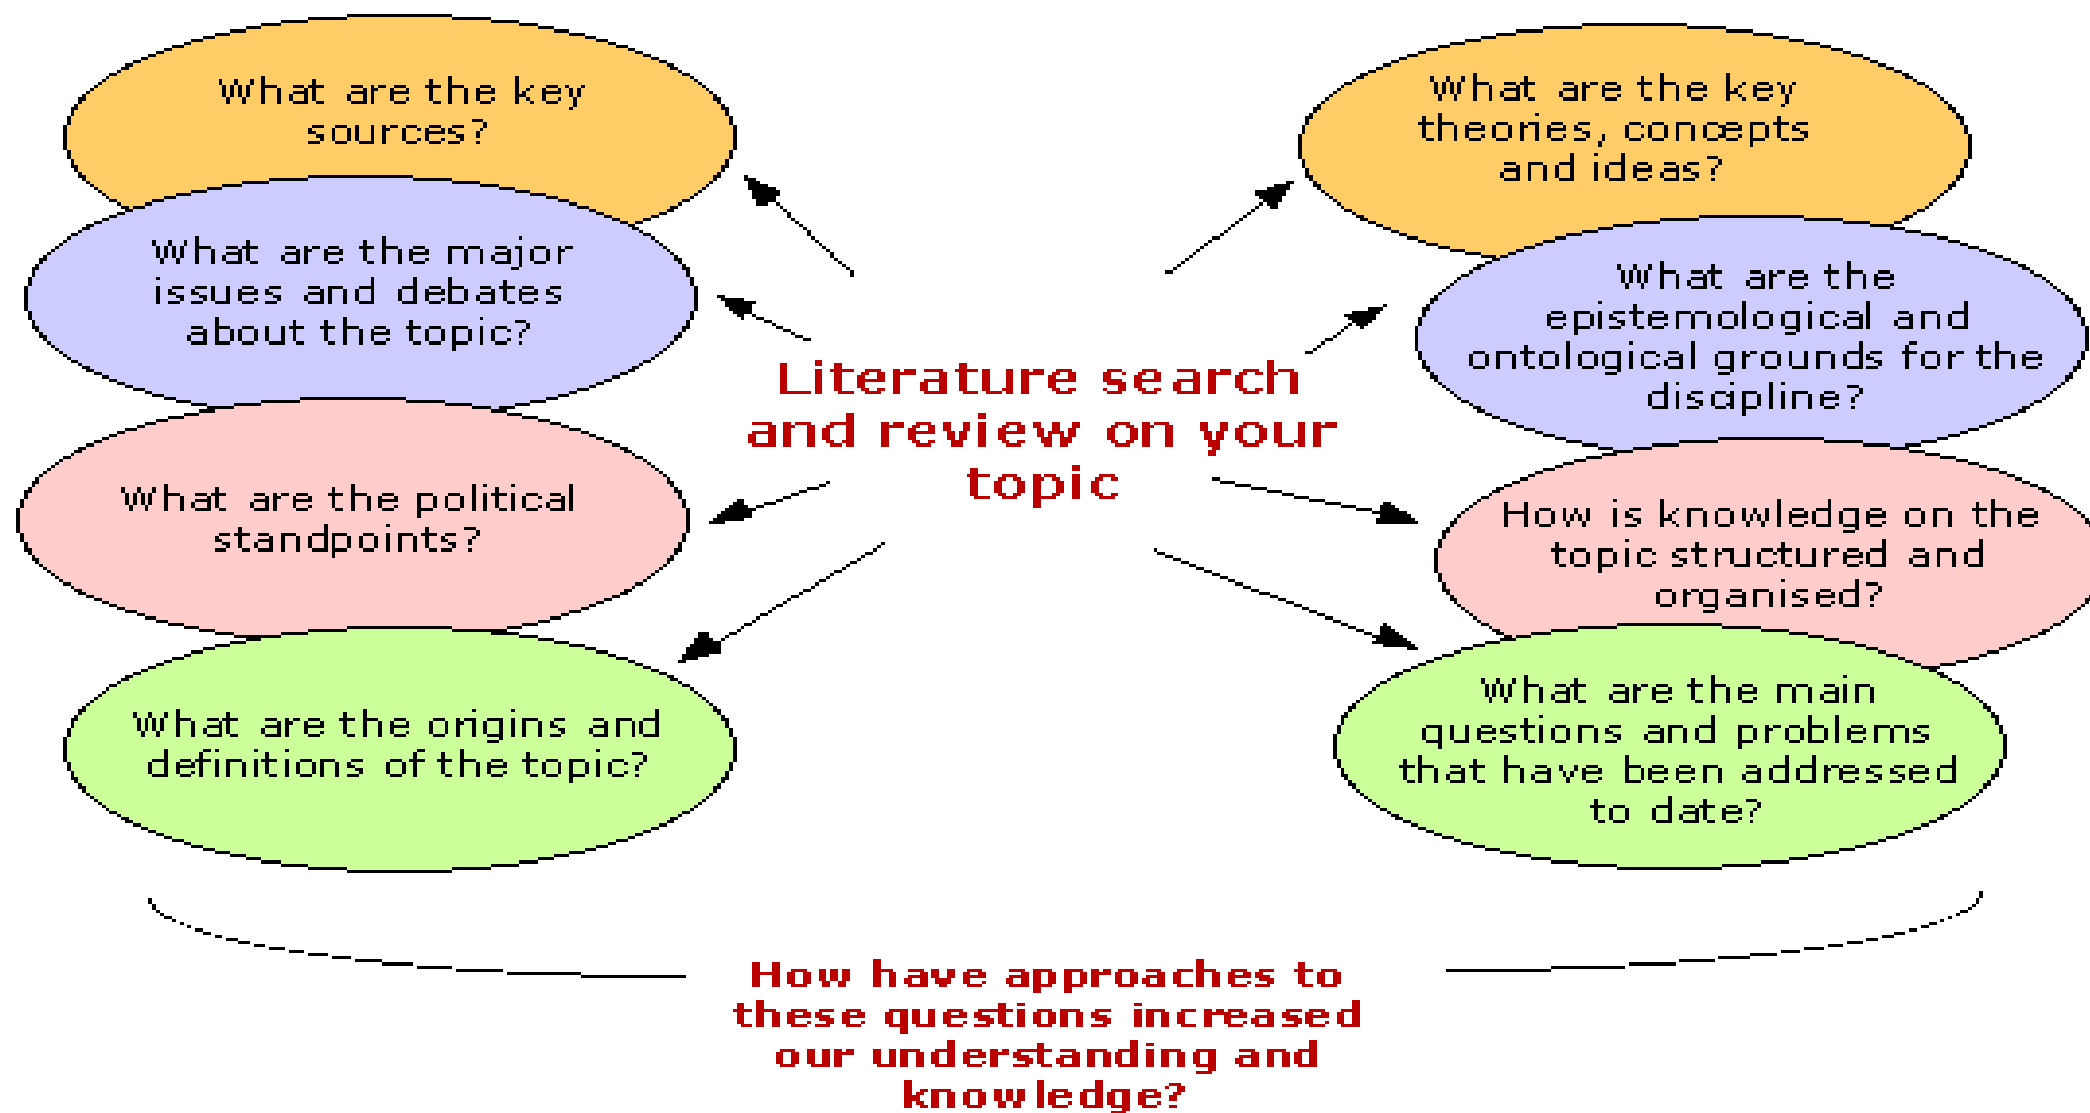 What are the key
sources?
What are the major
issues and debates
about the topic?
What are the political
standpoints?
What are the origins and
definitions of the topic?
Literature search
and review on your
topic
What are the key
theories, concepts
and ideas?
What are the
epistemological and
ontological grounds for the
discipline?
How is knowledge on the
topic structured and
organised?
What are the main
questions and problems
that have been addressed
to date?
How have approaches to
these questions increased
our understanding and
knowledge?